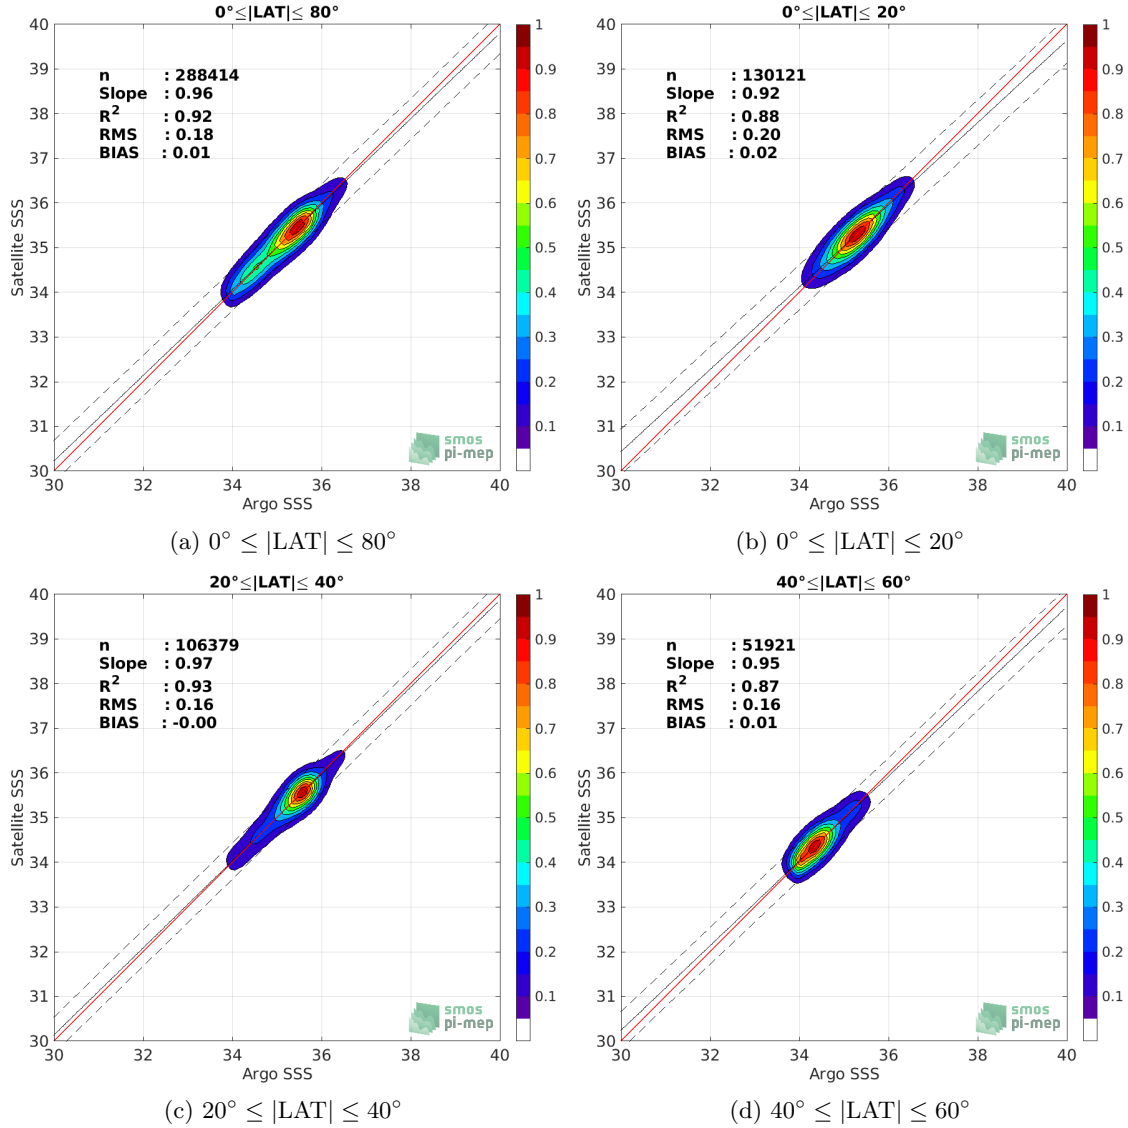 0°≤|LAT|≤ 80°
40
39
38
37
36
35
34
33
32
31
30
Satellite SSS
n : 288414
Slope : 0.96
R2 : 0.92
RMS : 0.18
BIAS : 0.01
smos
pi-mep
30 32 34 36 38 40
Argo SSS
1
0.9
0.8
0.7
0.6
0.5
0.4
0.3
0.2
0.1
(a) 0° ≤ |LAT| ≤ 80°
0°≤|LAT|≤ 20°
40
39
38
37
36
35
34
33
32
31
30
Satellite SSS
n : 130121
Slope : 0.92
R2 : 0.88
RMS : 0.20
BIAS : 0.02
smos
pi-mep
30 32 34 36 38 40
Argo SSS
1
0.9
0.8
0.7
0.6
0.5
0.4
0.3
0.2
0.1
(b) 0° ≤ |LAT| ≤ 20°
20°≤|LAT|≤ 40°
40
39
38
37
36
35
34
33
32
31
30
Satellite SSS
n : 106379
Slope : 0.97
R2 : 0.93
RMS : 0.16
BIAS : -0.00
smos
pi-mep
30 32 34 36 38 40
Argo SSS
1
0.9
0.8
0.7
0.6
0.5
0.4
0.3
0.2
0.1
(c) 20° ≤ |LAT| ≤ 40°
40°≤|LAT|≤ 60°
40
39
38
37
36
35
34
33
32
31
30
Satellite SSS
n : 51921
Slope : 0.95
R2 : 0.87
RMS : 0.16
BIAS : 0.01
smos
pi-mep
30 32 34 36 38 40
Argo SSS
1
0.9
0.8
0.7
0.6
0.5
0.4
0.3
0.2
0.1
(d) 40° ≤ |LAT| ≤ 60°